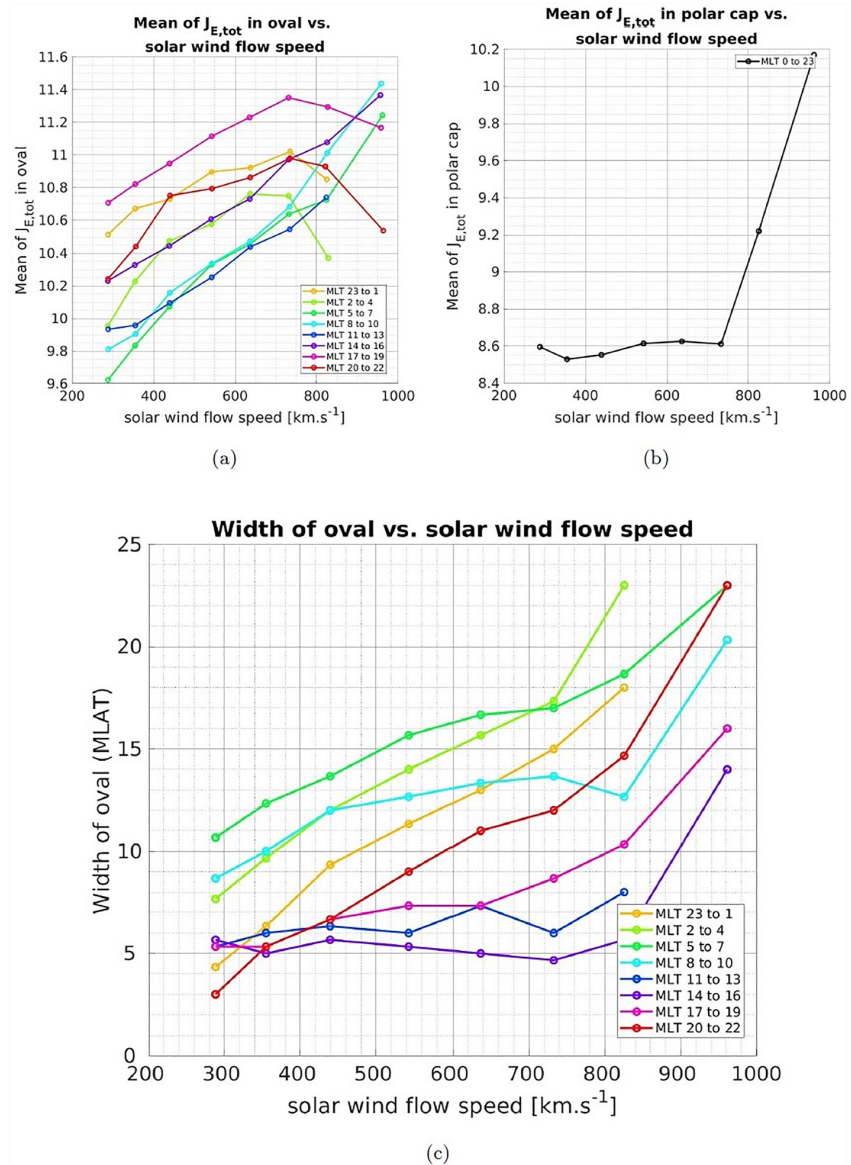 Mean of J_E,tot in oval vs.
solar wind flow speed
Mean of J_E,tot in oval
11.6
11.4
11.2
11
10.8
10.6
10.4
10.2
10
9.8
9.6
200
400
600
800
1000
solar wind flow speed [km.s^-1]
MLT 23 to 1
MLT 2 to 4
MLT 5 to 7
MLT 8 to 10
MLT 11 to 13
MLT 14 to 16
MLT 17 to 19
MLT 20 to 22
(a)
Mean of J_E,tot in polar cap vs.
solar wind flow speed
Mean of J_E,tot in polar cap
10.2
10
9.8
9.6
9.4
9.2
9
8.8
8.6
8.4
200
400
600
800
1000
solar wind flow speed [km.s^-1]
MLT 0 to 23
(b)
Width of oval vs. solar wind flow speed
Width of oval (MLAT)
25
20
15
10
5
0
200
300
400
500
600
700
800
900
1000
solar wind flow speed [km.s^-1]
MLT 23 to 1
MLT 2 to 4
MLT 5 to 7
MLT 8 to 10
MLT 11 to 13
MLT 14 to 16
MLT 17 to 19
MLT 20 to 22
(c)